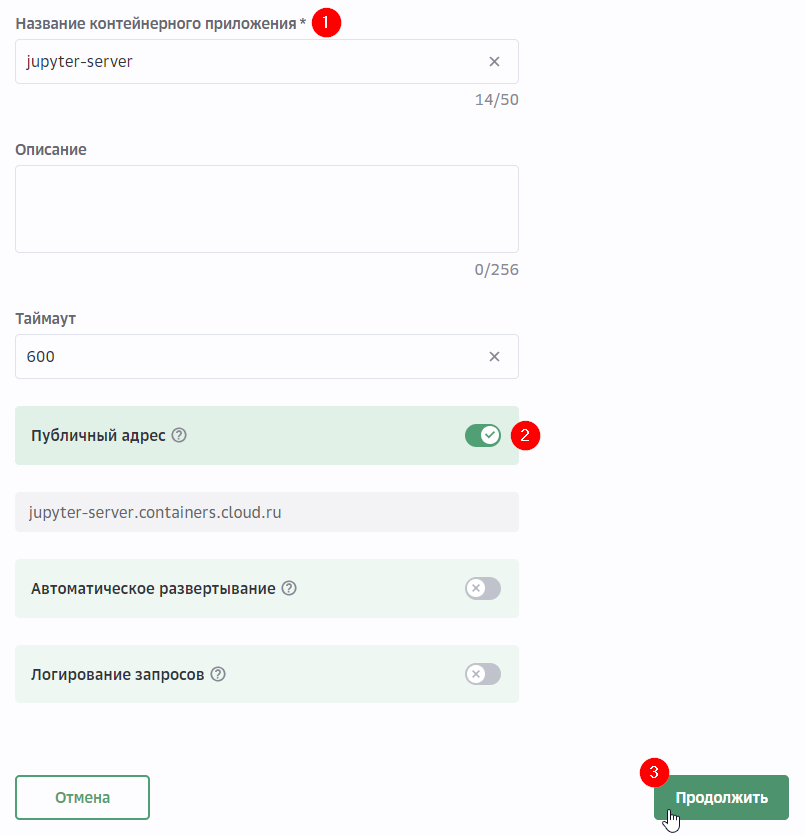 Название контейнерного приложения * 1
jupyter-server
14/50
Описание
0/256
Таймаут
600
Публичный адрес ? 2
jupyter-server.containers.cloud.ru
Автоматическое развертывание ?
Логирование запросов ?
3
Отмена Продолжить